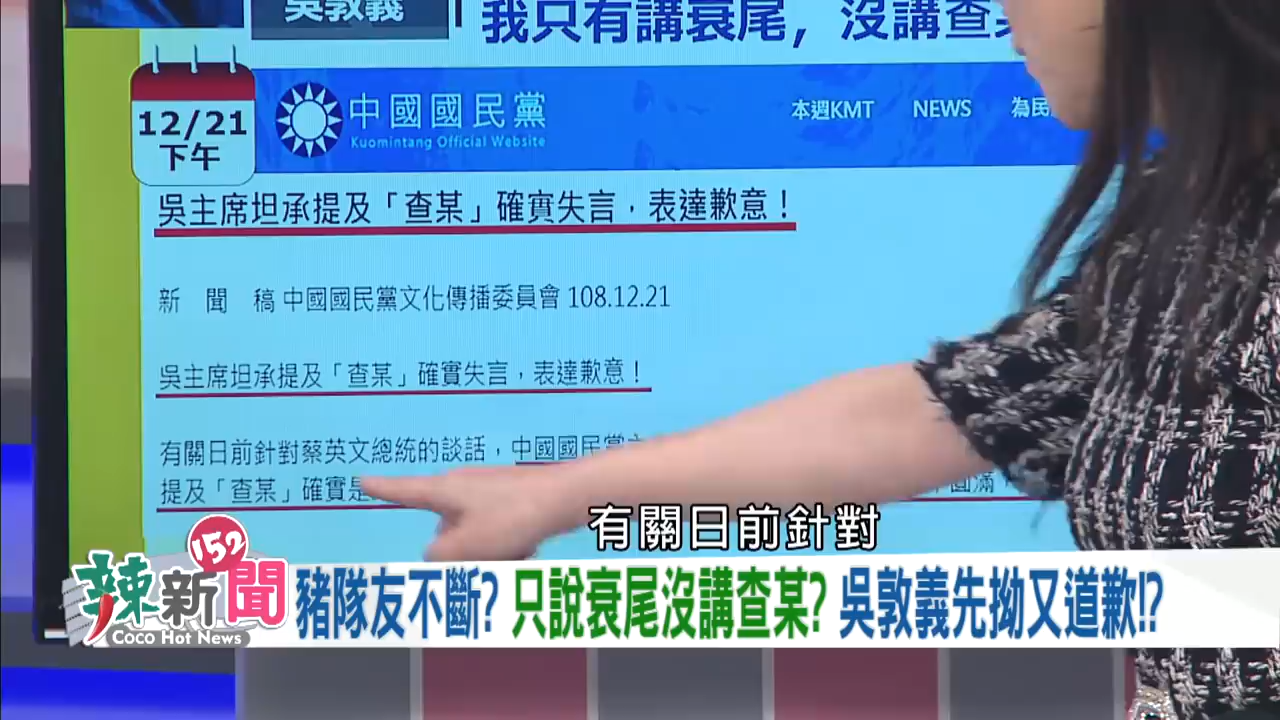 吳敦義
我只有講衰尾，沒講查某
12/21
下午
中國國民黨
Kuomintang Official Website
本週KMT NEWS 為民
吳主席坦承提及「查某」確實失言，表達歉意！
新聞稿 中國國民黨文化傳播委員會 108.12.21
吳主席坦承提及「查某」確實失言，表達歉意！
有關日前針對蔡英文總統的談話，中國國民黨主
提及「查某」確實是 圓滿，
有關日前針對
152
辣新聞
Coco Hot News
豬隊友不斷? 只說衰尾沒講查某? 吳敦義先拗又道歉!?